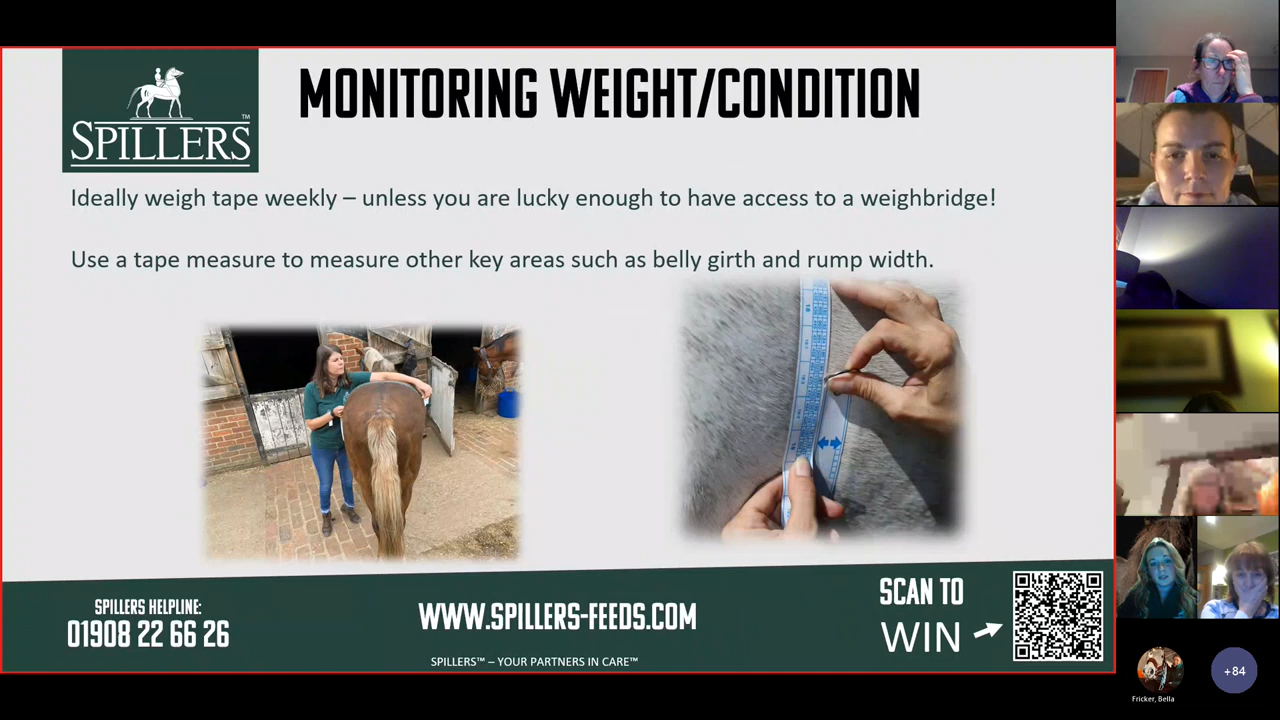 MONITORING WEIGHT/CONDITION
SPILLERS™
Ideally weigh tape weekly – unless you are lucky enough to have access to a weighbridge!
Use a tape measure to measure other key areas such as belly girth and rump width.
SPILLERS HELPLINE:
01908 22 66 26
WWW.SPILLERS-FEEDS.COM
SPILLERS™ – YOUR PARTNERS IN CARE™
SCAN TO
WIN
Fricker, Bella
+84